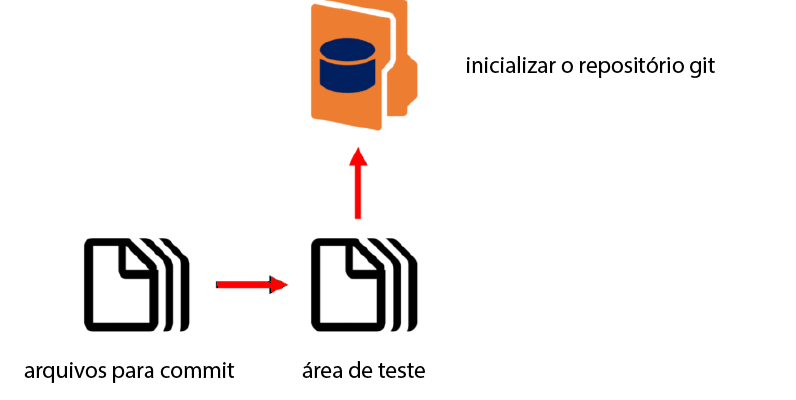 inicializar o repositório git
arquivos para commit
área de teste